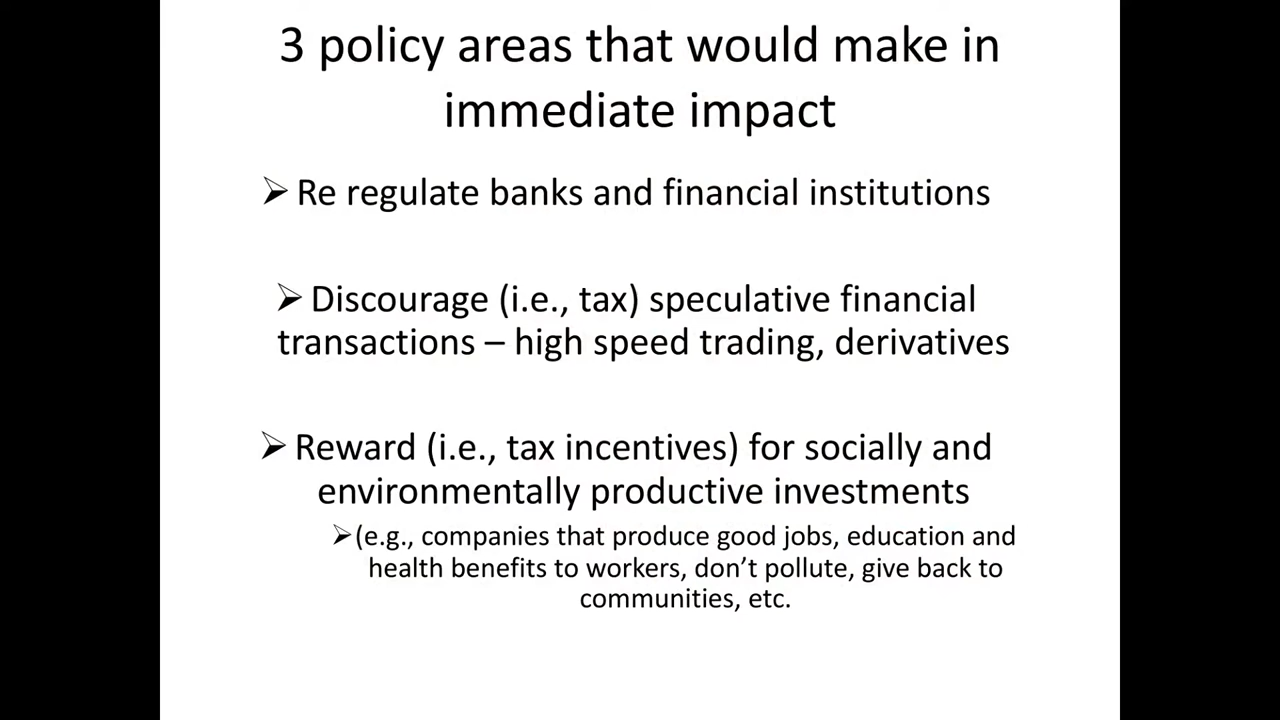 3 policy areas that would make in
immediate impact
➢ Re regulate banks and financial institutions
➢ Discourage (i.e., tax) speculative financial
transactions – high speed trading, derivatives
➢ Reward (i.e., tax incentives) for socially and
environmentally productive investments
➢ (e.g., companies that produce good jobs, education and
health benefits to workers, don’t pollute, give back to
communities, etc.